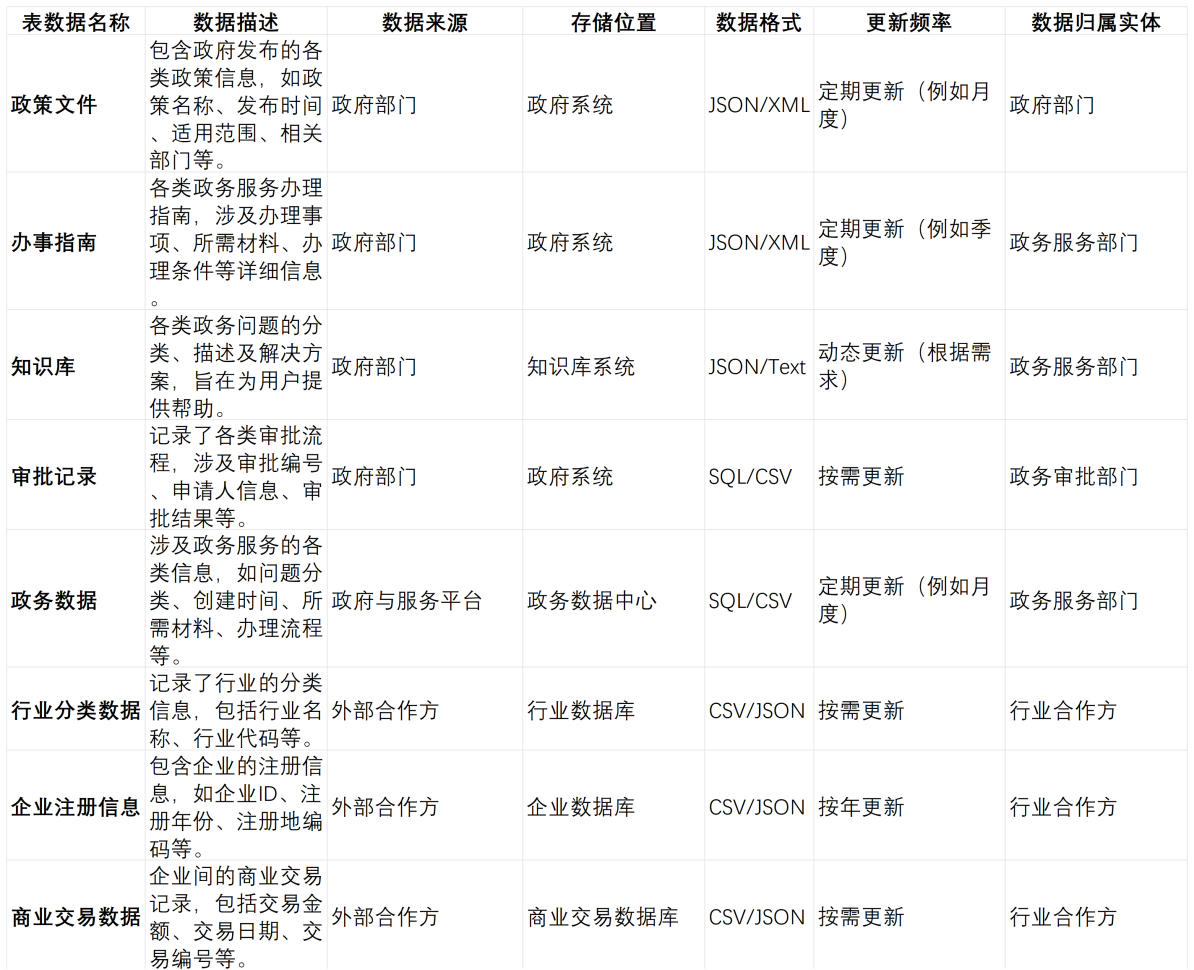 表数据名称 数据描述 数据来源 存储位置 数据格式 更新频率 数据归属实体
政策文件
包含政府发布的各
类政策信息，如政
策名称、发布时间
、适用范围、相关
部门等。
政府部门
政府系统
JSON/XML
定期更新（例如月
度）
政府部门
办事指南
各类政务服务办理
指南，涉及办理事
项、所需材料、办
理条件等详细信息
。
政府部门
政府系统
JSON/XML
定期更新（例如季
度）
政务服务部门
知识库
各类政务问题的分
类、描述及解决方
案，旨在为用户提
供帮助。
政府部门
知识库系统
JSON/Text
动态更新（根据需
求）
政务服务部门
审批记录
记录了各类审批流
程，涉及审批编号
、申请人信息、审
批结果等。
政府部门
政府系统
SQL/CSV
按需更新
政务审批部门
政务数据
涉及政务服务的各
类信息，如问题分
类、创建时间、所
需材料、办理流程
等。
政府与服务平台
政务数据中心
SQL/CSV
定期更新（例如月
度）
政务服务部门
行业分类数据
记录了行业的分类
信息，包括行业名
称、行业代码等。
外部合作方
行业数据库
CSV/JSON
按需更新
行业合作方
企业注册信息
包含企业的注册信
息，如企业ID、注
册年份、注册地编
码等。
外部合作方
企业数据库
CSV/JSON
按年更新
行业合作方
商业交易数据
企业间的商业交易
记录，包括交易金
额、交易日期、交
易编号等。
外部合作方
商业交易数据库
CSV/JSON
按需更新
行业合作方